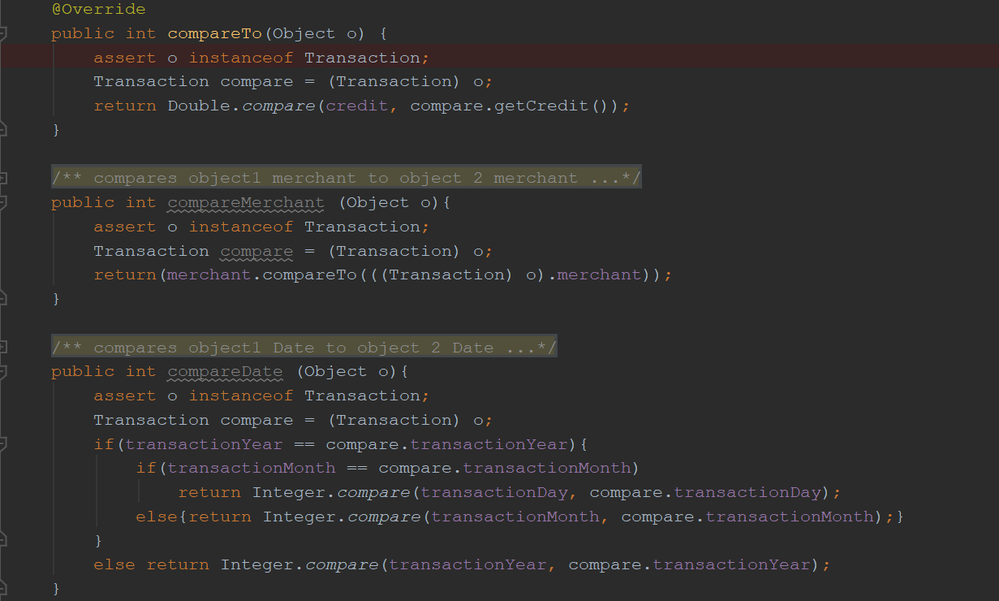 @Override
public int compareTo(Object o) {
assert o instanceof Transaction;
Transaction compare = (Transaction) o;
return Double.compare(credit, compare.getCredit());
}
/** compares object1 merchant to object 2 merchant ...*/
public int compareMerchant (Object o){
assert o instanceof Transaction;
Transaction compare = (Transaction) o;
return(merchant.compareTo(((Transaction) o).merchant));
}
/** compares object1 Date to object 2 Date ...*/
public int compareDate (Object o){
assert o instanceof Transaction;
Transaction compare = (Transaction) o;
if(transactionYear == compare.transactionYear){
if(transactionMonth == compare.transactionMonth)
return Integer.compare(transactionDay, compare.transactionDay);
else{return Integer.compare(transactionMonth, compare.transactionMonth);}
}
else return Integer.compare(transactionYear, compare.transactionYear);
}